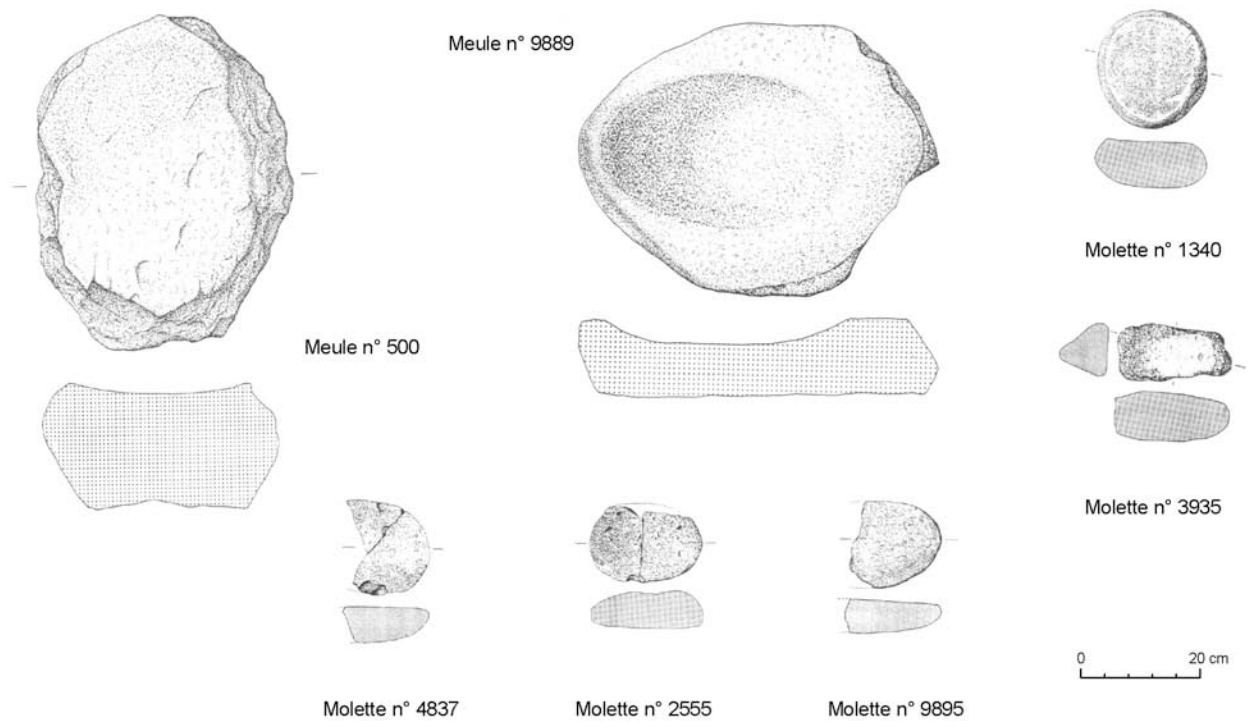 Meule n° 9889
Molette n° 1340
Meule n° 500
Molette n° 3935
0 20 cm
Molette n° 4837
Molette n° 2555
Molette n° 9895